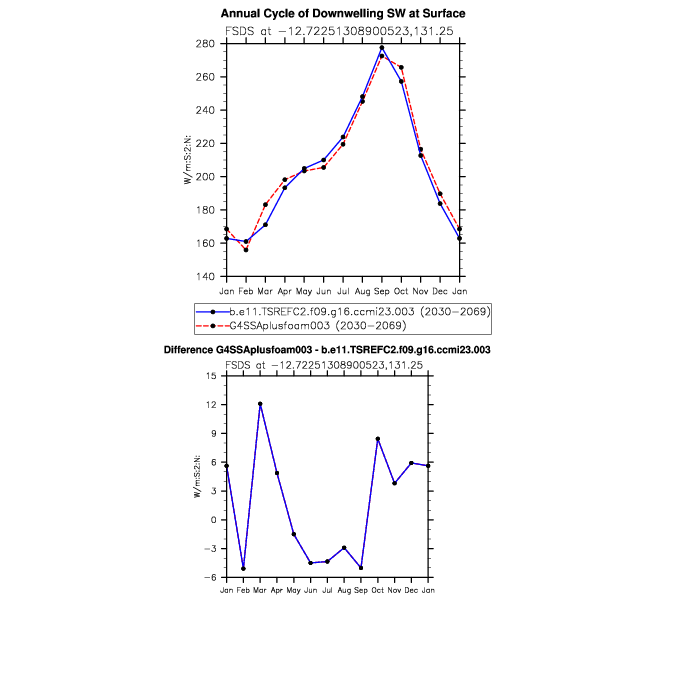 Annual Cycle of Downwelling SW at Surface
FSDS at −12.72251308900523,131.25
280
260
240
220
200
180
160
140
W/m:S:2:N:
Jan Feb Mar Apr May Jun Jul Aug Sep Oct Nov Dec Jan
b.e11.TSREFC2.f09.g16.ccmi23.003 (2030−2069)
G4SSAplusfoam003 (2030−2069)
Difference G4SSAplusfoam003 - b.e11.TSREFC2.f09.g16.ccmi23.003
FSDS at −12.72251308900523,131.25
15
12
9
6
3
0
−3
−6
W/m:S:2:N:
Jan Feb Mar Apr May Jun Jul Aug Sep Oct Nov Dec Jan